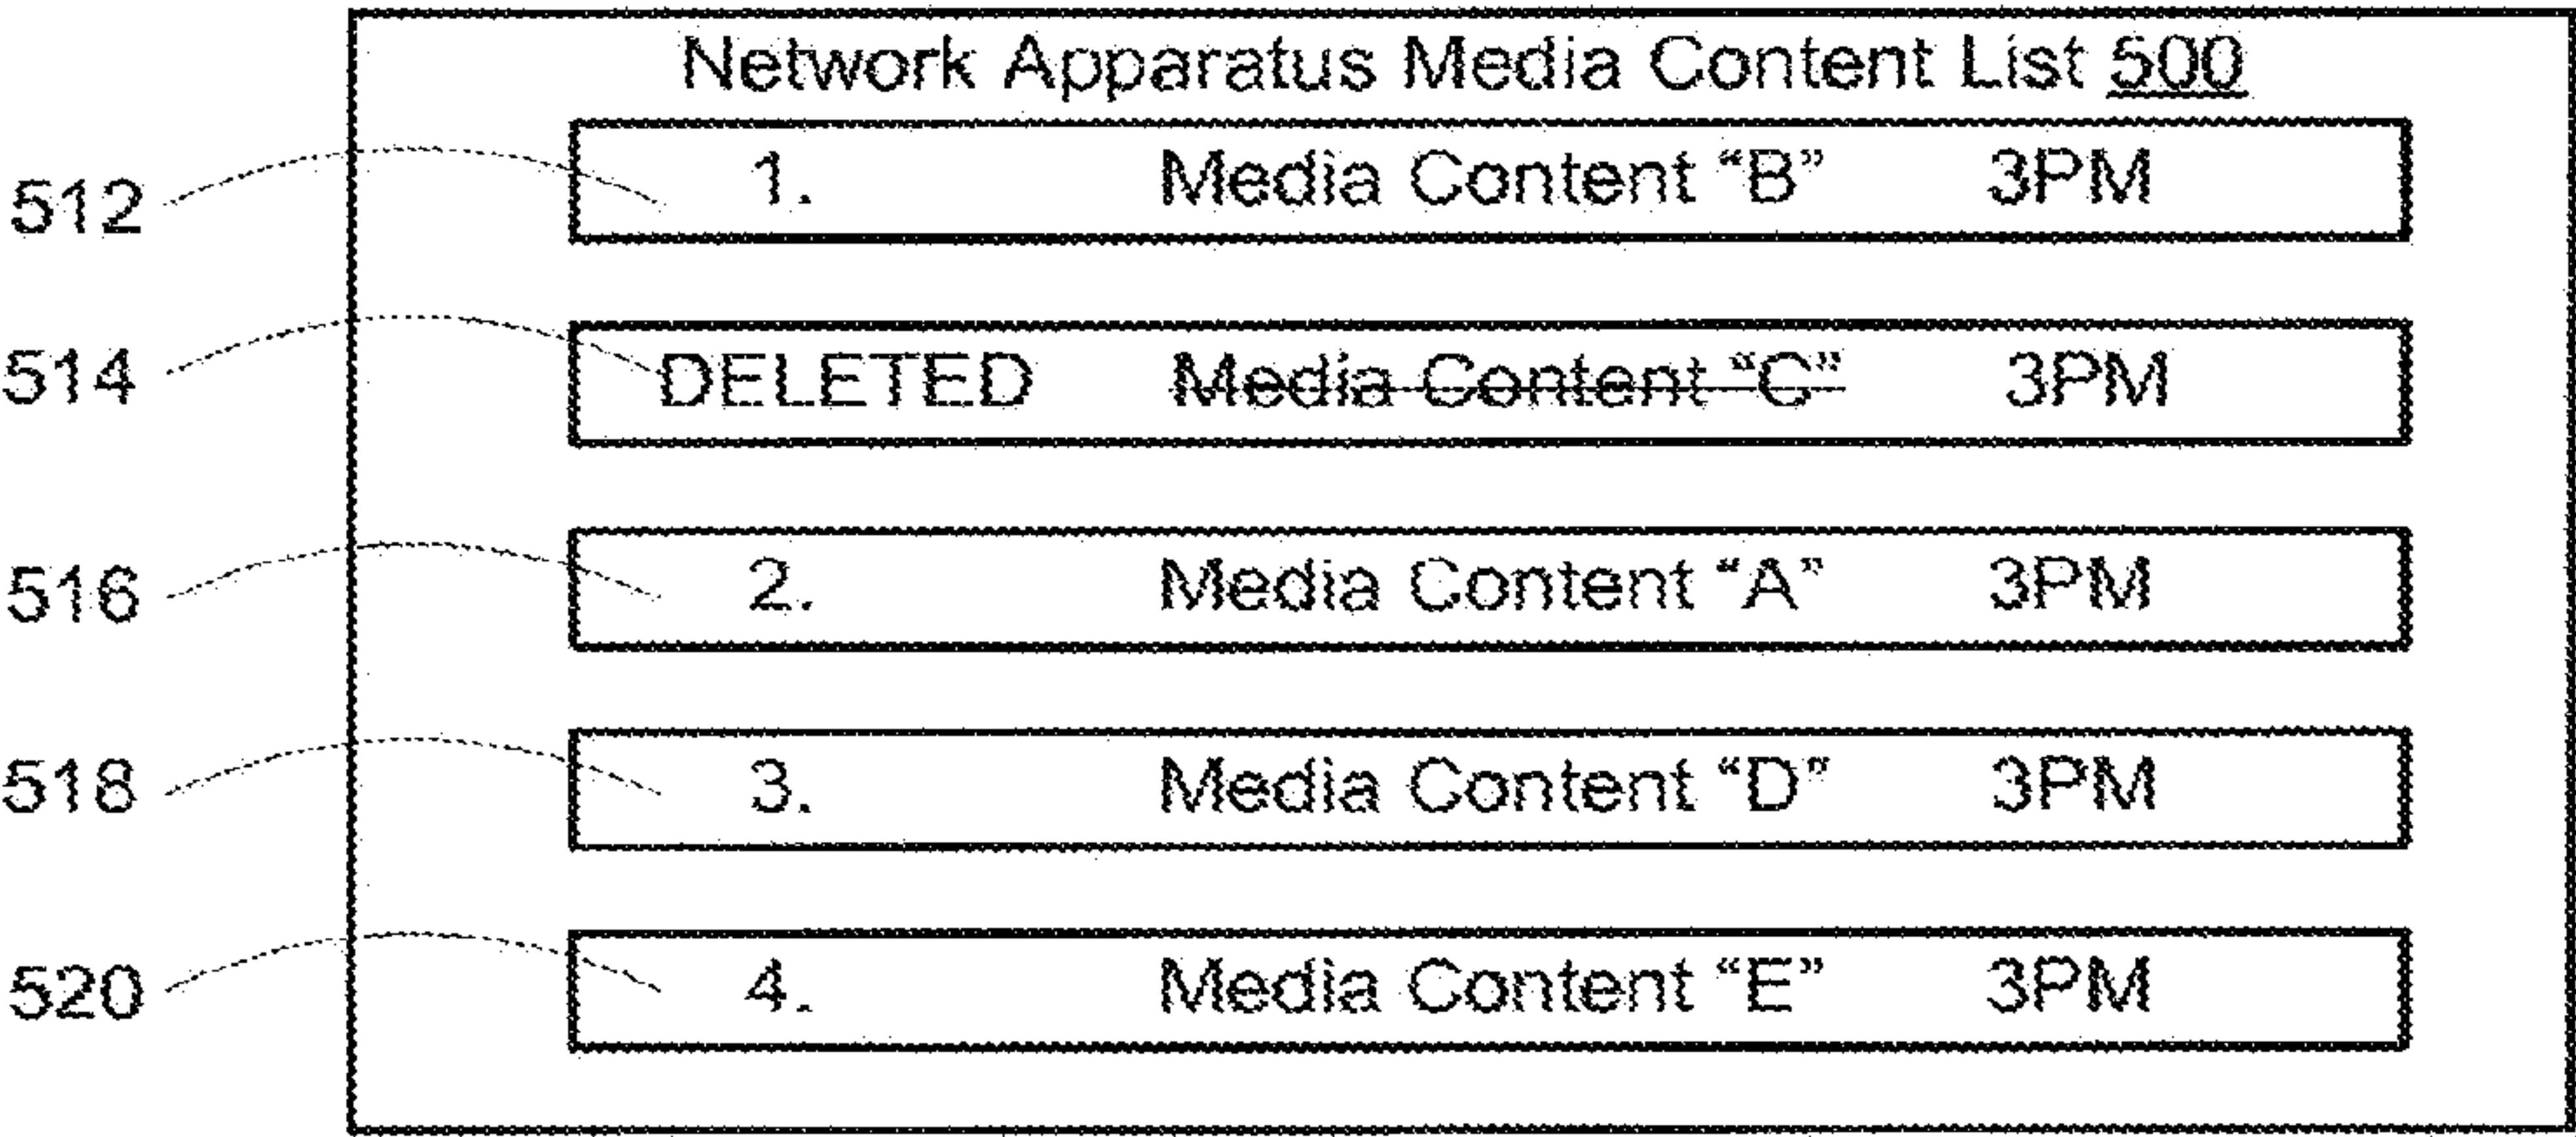 Network Apparatus Media Content List 500
512 1. Media Content “B” 3PM
514 DELETED Media Content “C” 3PM
516 2. Media Content “A” 3PM
518 3. Media Content “D” 3PM
520 4. Media Content “E” 3PM